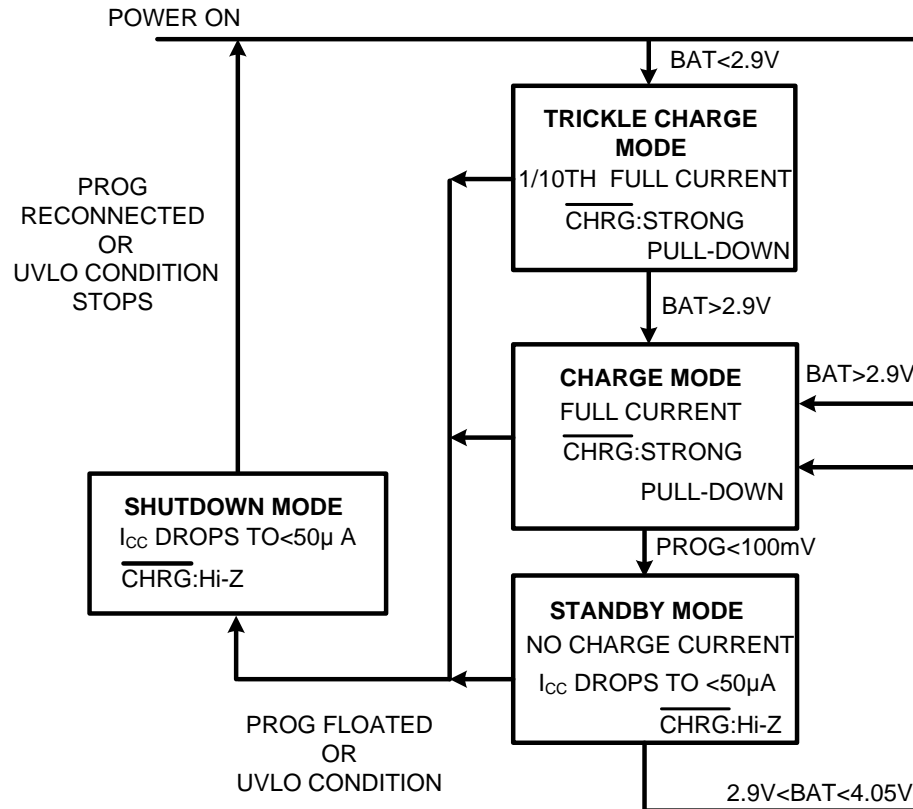 POWER ON
BAT<2.9V
TRICKLE CHARGE
MODE
1/10TH FULL CURRENT
CHRG:STRONG
PULL-DOWN
PROG
RECONNECTED
OR
UVLO CONDITION
STOPS
BAT>2.9V
CHARGE MODE
FULL CURRENT
CHRG:STRONG
PULL-DOWN
BAT>2.9V
SHUTDOWN MODE
ICC DROPS TO<50µ A
CHRG:Hi-Z
PROG<100mV
STANDBY MODE
NO CHARGE CURRENT
ICC DROPS TO <50µA
CHRG:Hi-Z
PROG FLOATED
OR
UVLO CONDITION
2.9V<BAT<4.05V